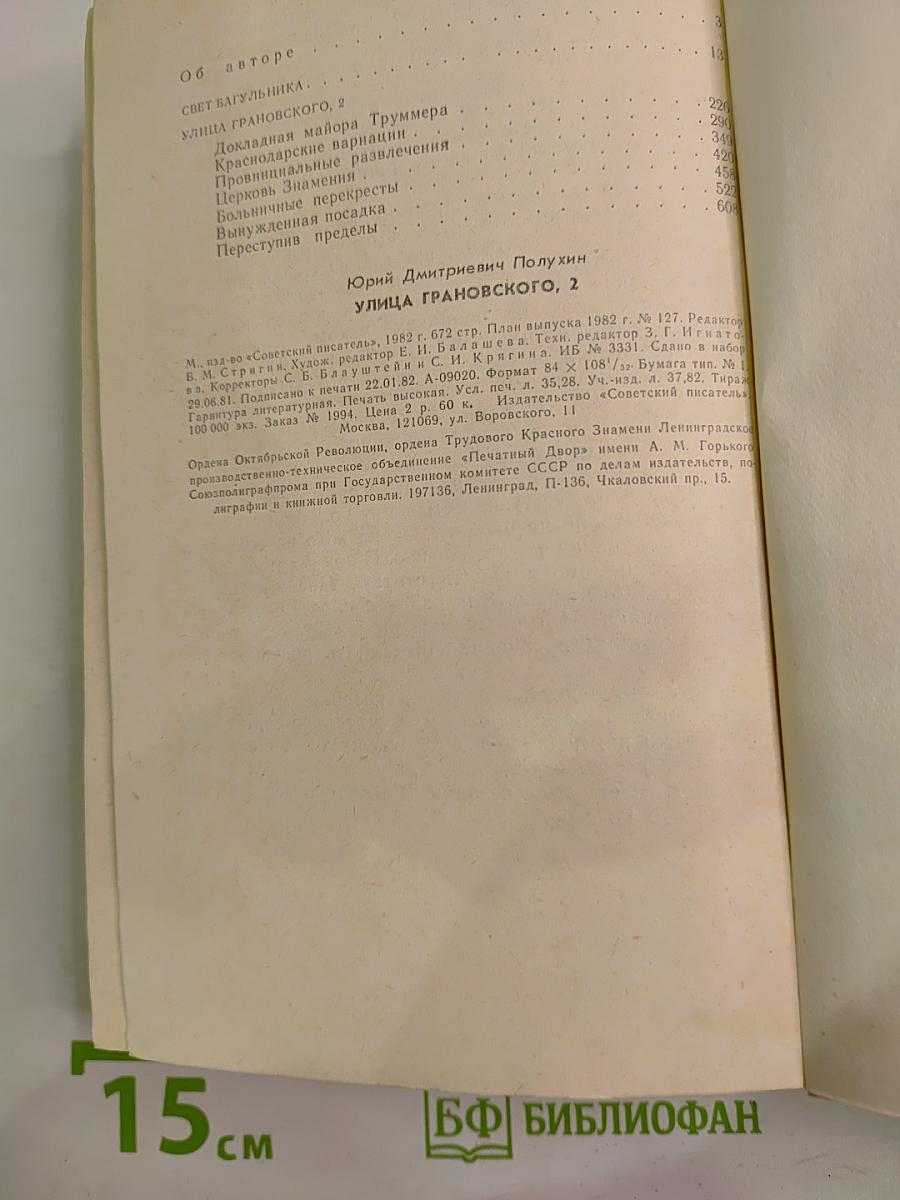 Об авторе . . . . . . . . . . . . . . . . 3
СВЕТ БАГУЛЬНИКА . . . . . . . . . . . . . . . 13
УЛИЦА ГРАНОВСКОГО, 2
Докладная майора Труммера . . . . . . . . . . 226
Краснодарские вариации . . . . . . . . . . . 290
Провинциальные развлечения . . . . . . . . . . 349
Церковь Знамения . . . . . . . . . . . . . 420
Больничные перекресты . . . . . . . . . . . 458
Вынужденная посадка . . . . . . . . . . . . 522
Переступив пределы . . . . . . . . . . . . 608
Юрий Дмитриевич Полухин
УЛИЦА ГРАНОВСКОГО, 2
М., изд-во «Советский писатель», 1982 г. 672 стр. План выпуска 1982 г. № 127. Редактор
В. М. Стригин. Худож. редактор Е. И. Балашева. Техн. редактор З. Г. Игнато-
ва. Корректоры С. Б. Блауштейн и С. И. Крягина. ИБ № 3331. Сдано в набор
29.06.81. Подписано к печати 22.01.82. А-09020. Формат 84 × 108¹/₃₂. Бумага тип. № 1.
Гарнитура литературная. Печать высокая. Усл. печ. л. 35,28. Уч.-изд. л. 37,82. Тираж
100 000 экз. Заказ № 1994. Цена 2 р. 60 к. Издательство «Советский писатель».
Москва, 121069, ул. Воровского, 11
Ордена Октябрьской Революции, ордена Трудового Красного Знамени Ленинградское
производственно-техническое объединение «Печатный Двор» имени А. М. Горького
Союзполиграфпрома при Государственном комитете СССР по делам издательств, по-
лиграфии и книжной торговли. 197136, Ленинград, П-136, Чкаловский пр., 15.
15 см
БФ БИБЛИОФАН